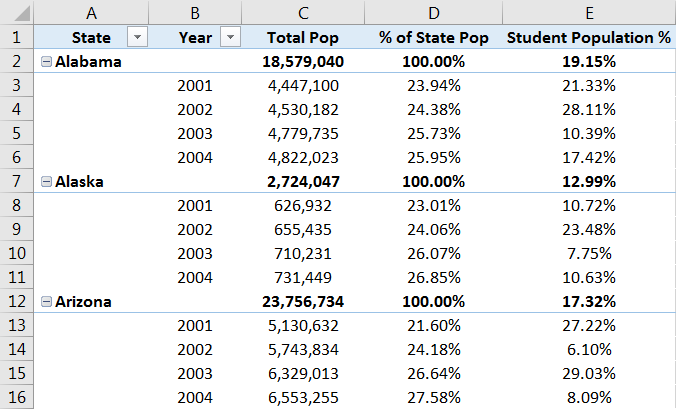 A B C D E
1 State Year Total Pop % of State Pop Student Population %
2 Alabama 18,579,040 100.00% 19.15%
3 2001 4,447,100 23.94% 21.33%
4 2002 4,530,182 24.38% 28.11%
5 2003 4,779,735 25.73% 10.39%
6 2004 4,822,023 25.95% 17.42%
7 Alaska 2,724,047 100.00% 12.99%
8 2001 626,932 23.01% 10.72%
9 2002 655,435 24.06% 23.48%
10 2003 710,231 26.07% 7.75%
11 2004 731,449 26.85% 10.63%
12 Arizona 23,756,734 100.00% 17.32%
13 2001 5,130,632 21.60% 27.22%
14 2002 5,743,834 24.18% 6.10%
15 2003 6,329,013 26.64% 29.03%
16 2004 6,553,255 27.58% 8.09%